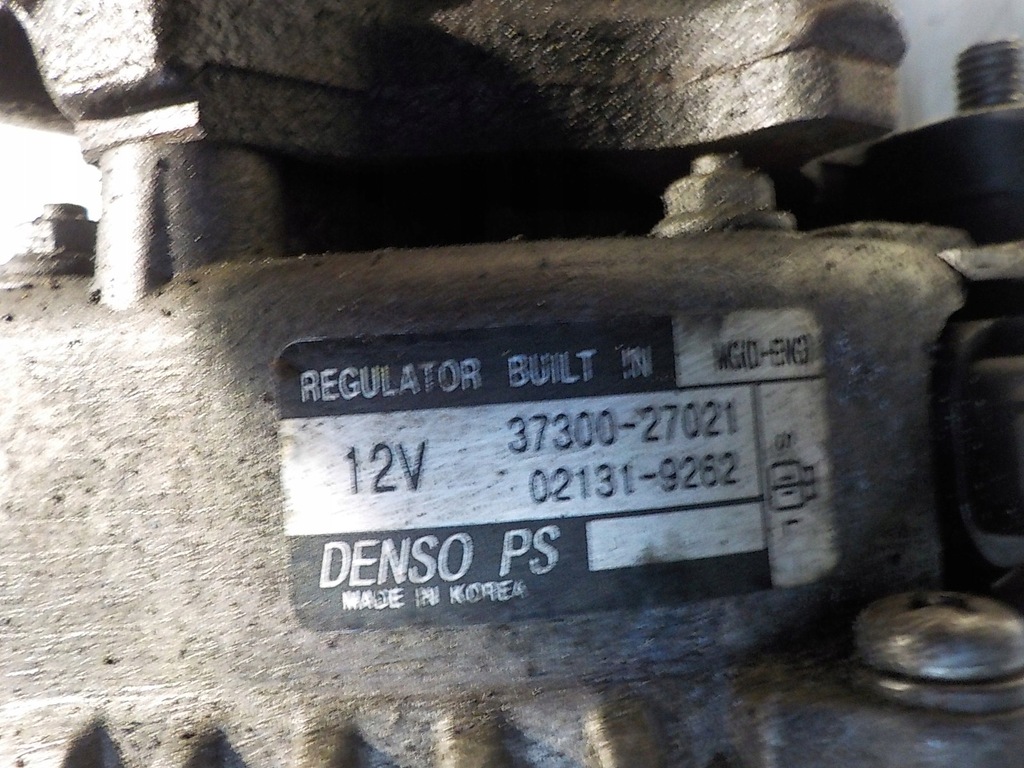 REGULATOR BUILT IN
12V 37300-27021
02131-9262
DENSO PS
MADE IN KOREA